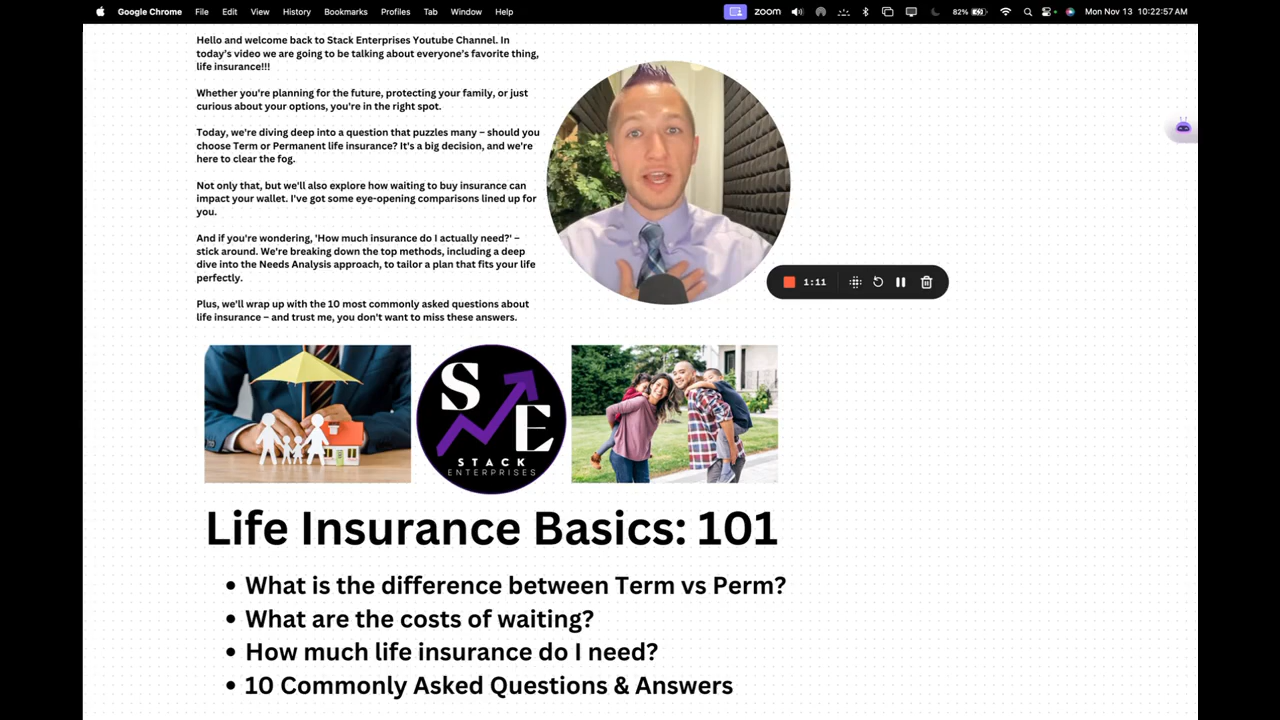 Google Chrome File Edit View History Bookmarks Profiles Tab Window Help zoom 82% Mon Nov 13 10:22:57 AM
Hello and welcome back to Stack Enterprises Youtube Channel. In
today's video we are going to be talking about everyone's favorite thing,
life insurance!!!
Whether you're planning for the future, protecting your family, or just
curious about your options, you're in the right spot.
Today, we're diving deep into a question that puzzles many – should you
choose Term or Permanent life insurance? It's a big decision, and we're
here to clear the fog.
Not only that, but we'll also explore how waiting to buy insurance can
impact your wallet. I've got some eye-opening comparisons lined up for
you.
And if you're wondering, 'How much insurance do I actually need?' –
stick around. We're breaking down the top methods, including a deep
dive into the Needs Analysis approach, to tailor a plan that fits your life
perfectly.
Plus, we'll wrap up with the 10 most commonly asked questions about
life insurance – and trust me, you don't want to miss these answers.
1:11
S
E
STACK
ENTERPRISES
Life Insurance Basics: 101
• What is the difference between Term vs Perm?
• What are the costs of waiting?
• How much life insurance do I need?
• 10 Commonly Asked Questions & Answers